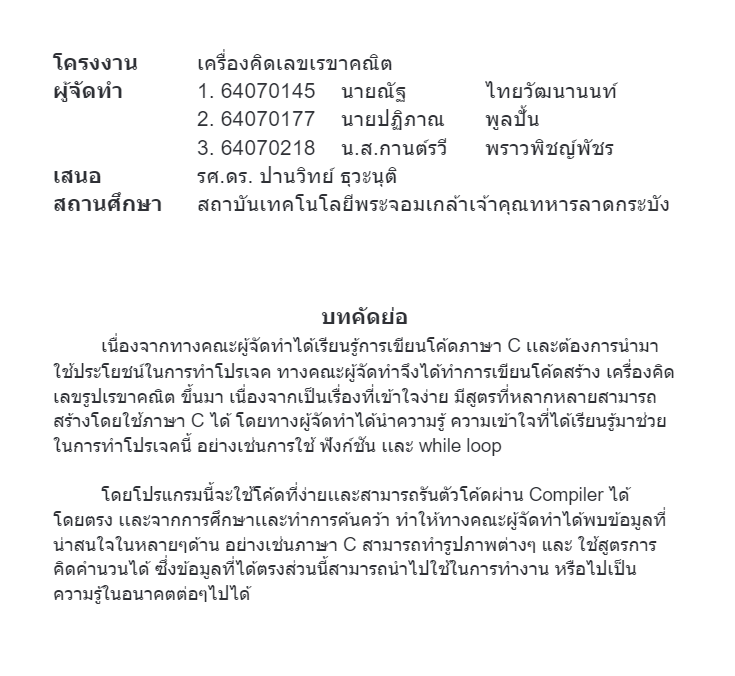 โครงงาน เครื่องคิดเลขเรขาคณิต
ผู้จัดทำ 1. 64070145 นายณัฐ ไทยวัฒนานนท์
2. 64070177 นายปฏิภาณ พูลปั้น
3. 64070218 น.ส.กานต์รวี พราวพิชญ์พัชร
เสนอ รศ.ดร. ปานวิทย์ ธุวะนุติ
สถานศึกษา สถาบันเทคโนโลยีพระจอมเกล้าเจ้าคุณทหารลาดกระบัง
บทคัดย่อ
เนื่องจากทางคณะผู้จัดทำได้เรียนรู้การเขียนโค้ดภาษา C และต้องการนำมา
ใช้ประโยชน์ในการทำโปรเจค ทางคณะผู้จัดทำจึงได้ทำการเขียนโค้ดสร้าง เครื่องคิด
เลขรูปเรขาคณิต ขึ้นมา เนื่องจากเป็นเรื่องที่เข้าใจง่าย มีสูตรที่หลากหลายสามารถ
สร้างโดยใช้ภาษา C ได้ โดยทางผู้จัดทำได้นำความรู้ ความเข้าใจที่ได้เรียนรู้มาช่วย
ในการทำโปรเจคนี้ อย่างเช่นการใช้ ฟังก์ชัน และ while loop
โดยโปรแกรมนี้จะใช้โค้ดที่ง่ายและสามารถรันตัวโค้ดผ่าน Compiler ได้
โดยตรง และจากการศึกษาและทำการค้นคว้า ทำให้ทางคณะผู้จัดทำได้พบข้อมูลที่
น่าสนใจในหลายๆด้าน อย่างเช่นภาษา C สามารถทำรูปภาพต่างๆ และ ใช้สูตรการ
คิดคำนวนได้ ซึ่งข้อมูลที่ได้ตรงส่วนนี้สามารถนำไปใช้ในการทำงาน หรือไปเป็น
ความรู้ในอนาคตต่อๆไปได้